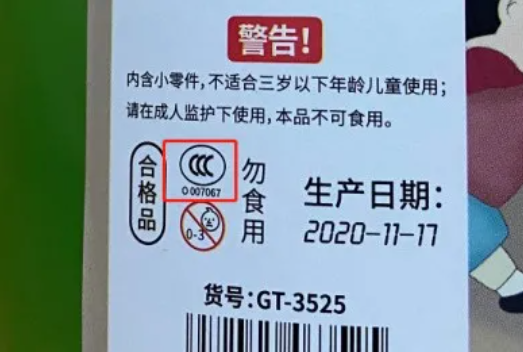 警告!
内含小零件,不适合三岁以下年龄儿童使用;
请在成人监护下使用,本品不可食用。
合格品
CCC
O 007067
0-3
勿食用
生产日期:
2020-11-17
货号:GT-3525